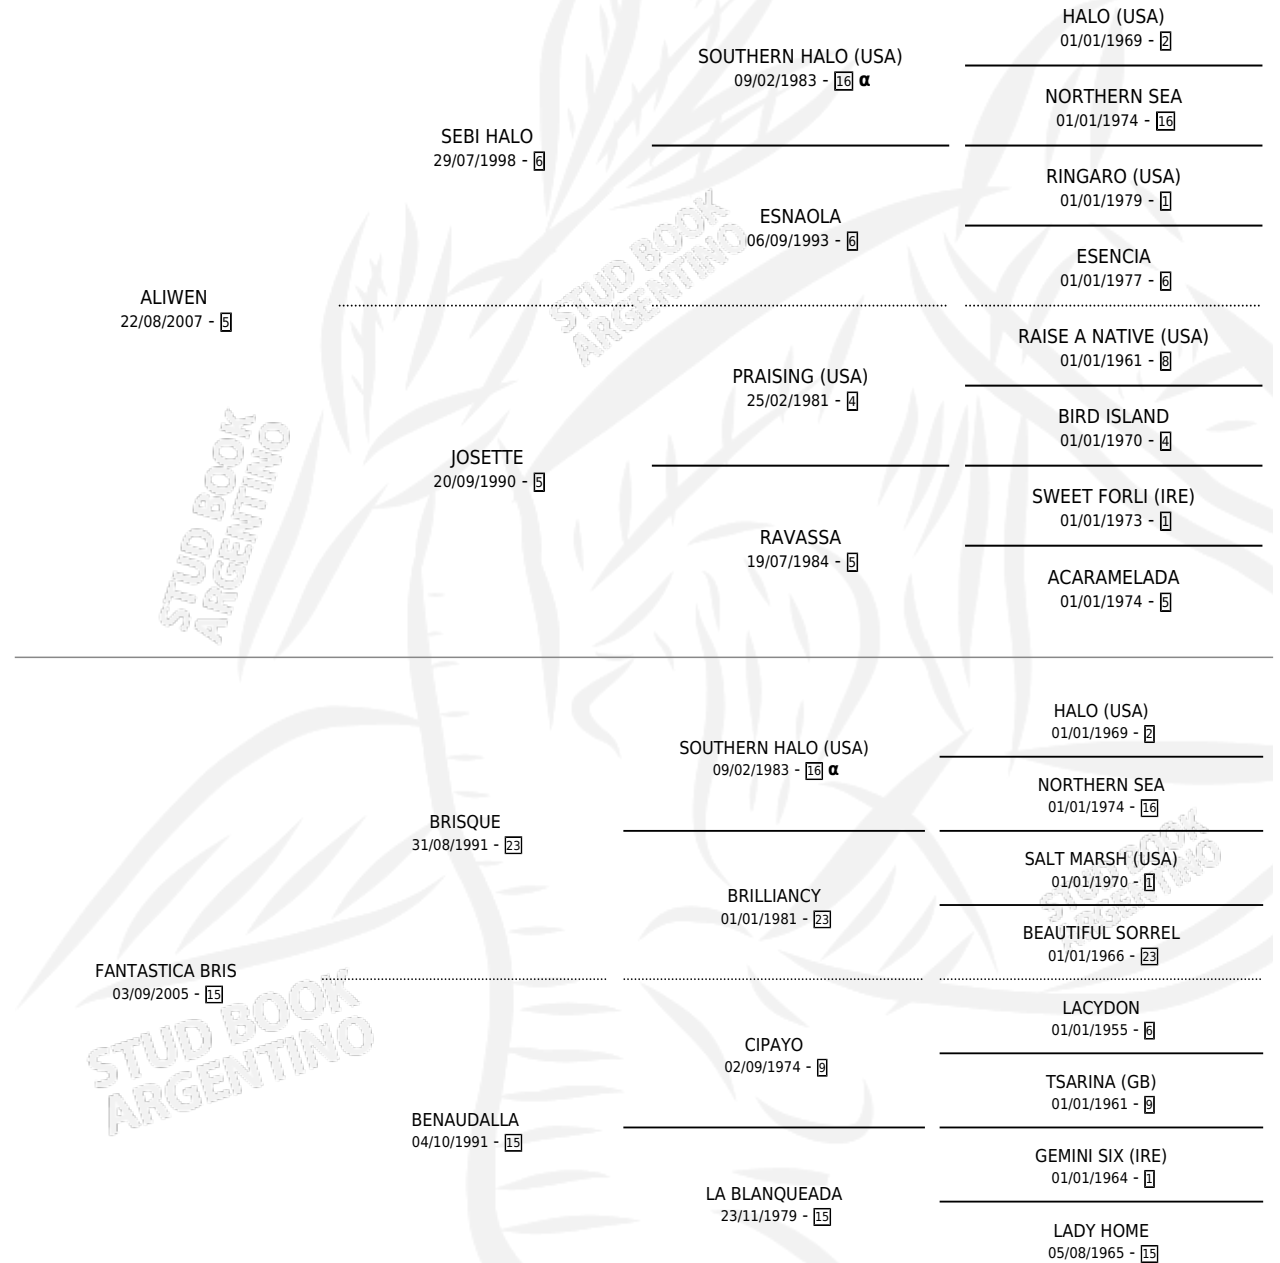 HALO (USA)
01/01/1969 - 2
SOUTHERN HALO (USA)
09/02/1983 - 16 α
NORTHERN SEA
01/01/1974 - 16
SEBI HALO
29/07/1998 - 6
RINGARO (USA)
01/01/1979 - 1
ESNAOLA
06/09/1993 - 6
ESENCIA
01/01/1977 - 6
ALIWEN
22/08/2007 - 5
RAISE A NATIVE (USA)
01/01/1961 - 8
PRAISING (USA)
25/02/1981 - 4
BIRD ISLAND
01/01/1970 - 4
JOSETTE
20/09/1990 - 5
SWEET FORLI (IRE)
01/01/1973 - 1
RAVASSA
19/07/1984 - 5
ACARAMELADA
01/01/1974 - 5
HALO (USA)
01/01/1969 - 2
SOUTHERN HALO (USA)
09/02/1983 - 16 α
NORTHERN SEA
01/01/1974 - 16
BRISQUE
31/08/1991 - 23
SALT MARSH (USA)
01/01/1970 - 1
BRILLIANCY
01/01/1981 - 23
BEAUTIFUL SORREL
01/01/1966 - 23
FANTASTICA BRIS
03/09/2005 - 15
LACYDON
01/01/1955 - 6
CIPAYO
02/09/1974 - 9
TSARINA (GB)
01/01/1961 - 9
BENAUDALLA
04/10/1991 - 15
GEMINI SIX (IRE)
01/01/1964 - 1
LA BLANQUEADA
23/11/1979 - 15
LADY HOME
05/08/1965 - 15
STUD BOOK
ARGENTINO
STUD BOOK
ARGENTINO
STUD BOOK
ARGENTINO
STUD BOOK
ARGENTINO